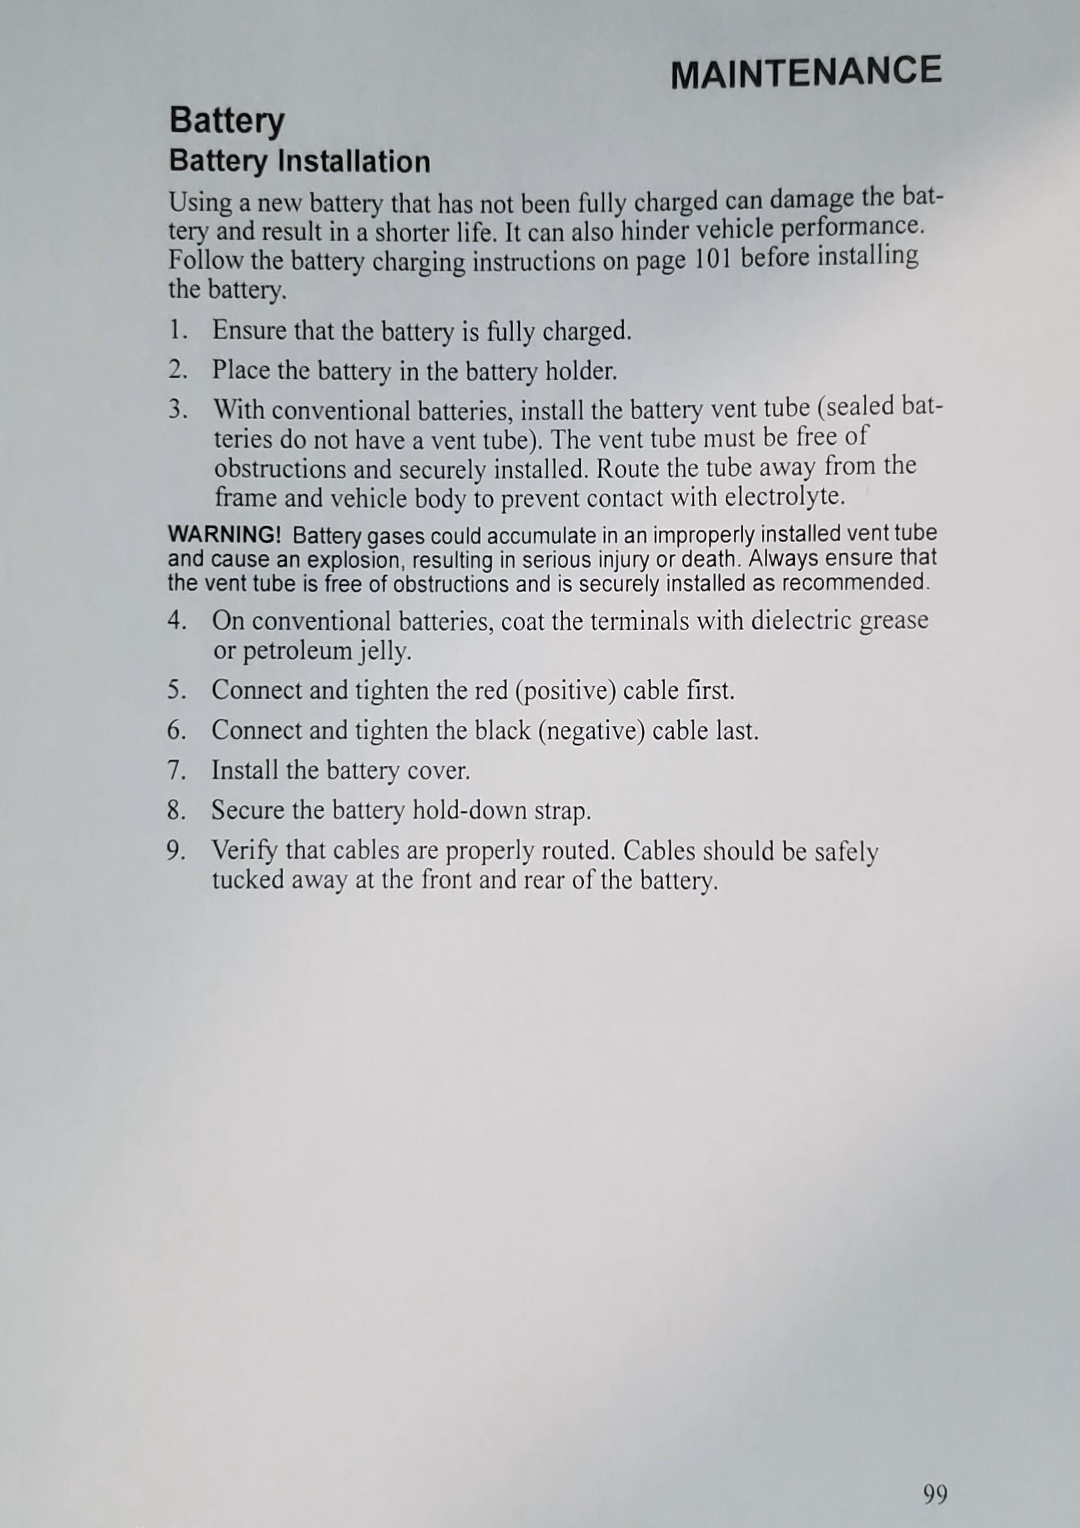 MAINTENANCE
Battery
Battery Installation
Using a new battery that has not been fully charged can damage the bat-
tery and result in a shorter life. It can also hinder vehicle performance.
Follow the battery charging instructions on page 101 before installing
the battery.
1. Ensure that the battery is fully charged.
2. Place the battery in the battery holder.
3. With conventional batteries, install the battery vent tube (sealed bat-
teries do not have a vent tube). The vent tube must be free of
obstructions and securely installed. Route the tube away from the
frame and vehicle body to prevent contact with electrolyte.
WARNING! Battery gases could accumulate in an improperly installed vent tube
and cause an explosion, resulting in serious injury or death. Always ensure that
the vent tube is free of obstructions and is securely installed as recommended.
4. On conventional batteries, coat the terminals with dielectric grease
or petroleum jelly.
5. Connect and tighten the red (positive) cable first.
6. Connect and tighten the black (negative) cable last.
7. Install the battery cover.
8. Secure the battery hold-down strap.
9. Verify that cables are properly routed. Cables should be safely
tucked away at the front and rear of the battery.
99